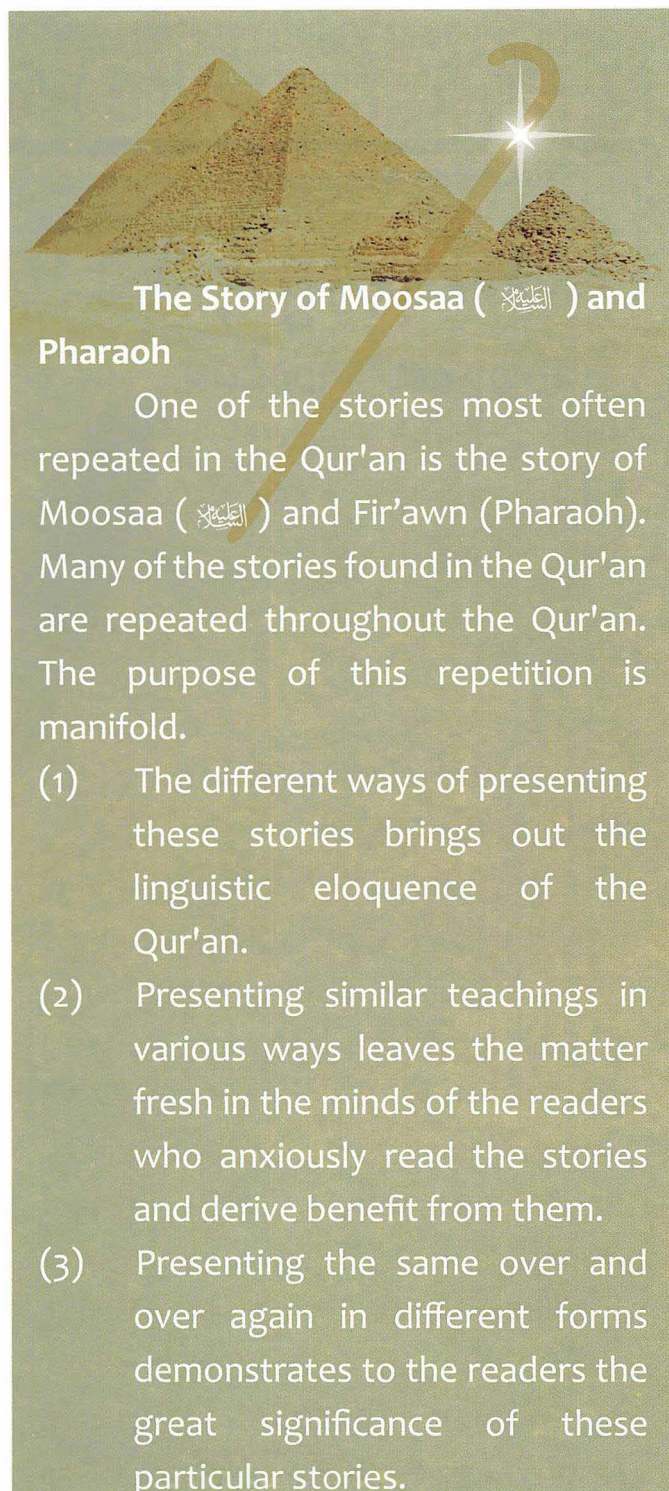 The Story of Moosaa ( عليه السلام ) and
Pharaoh
One of the stories most often
repeated in the Qur'an is the story of
Moosaa ( عليه السلام ) and Fir’awn (Pharaoh).
Many of the stories found in the Qur'an
are repeated throughout the Qur'an.
The purpose of this repetition is
manifold.
(1) The different ways of presenting
these stories brings out the
linguistic eloquence of the
Qur'an.
(2) Presenting similar teachings in
various ways leaves the matter
fresh in the minds of the readers
who anxiously read the stories
and derive benefit from them.
(3) Presenting the same over and
over again in different forms
demonstrates to the readers the
great significance of these
particular stories.